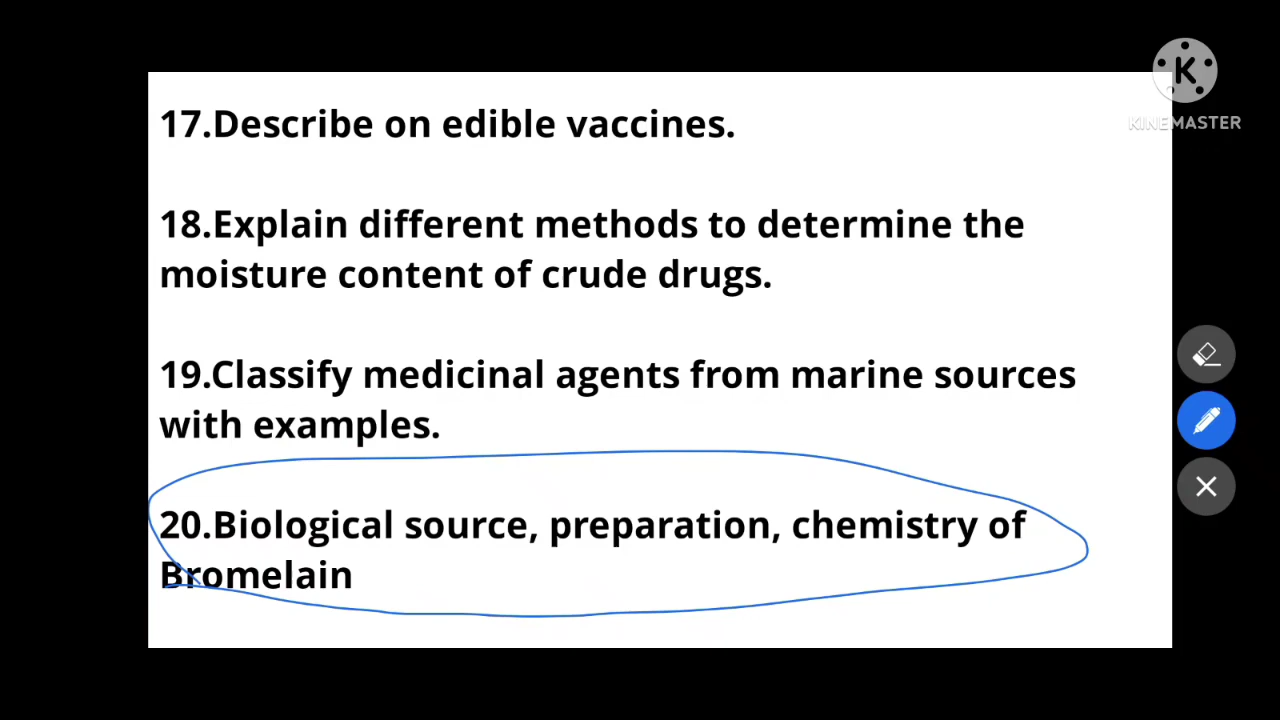 K
KINEMASTER
17.Describe on edible vaccines.
18.Explain different methods to determine the
moisture content of crude drugs.
19.Classify medicinal agents from marine sources
with examples.
20.Biological source, preparation, chemistry of
Bromelain